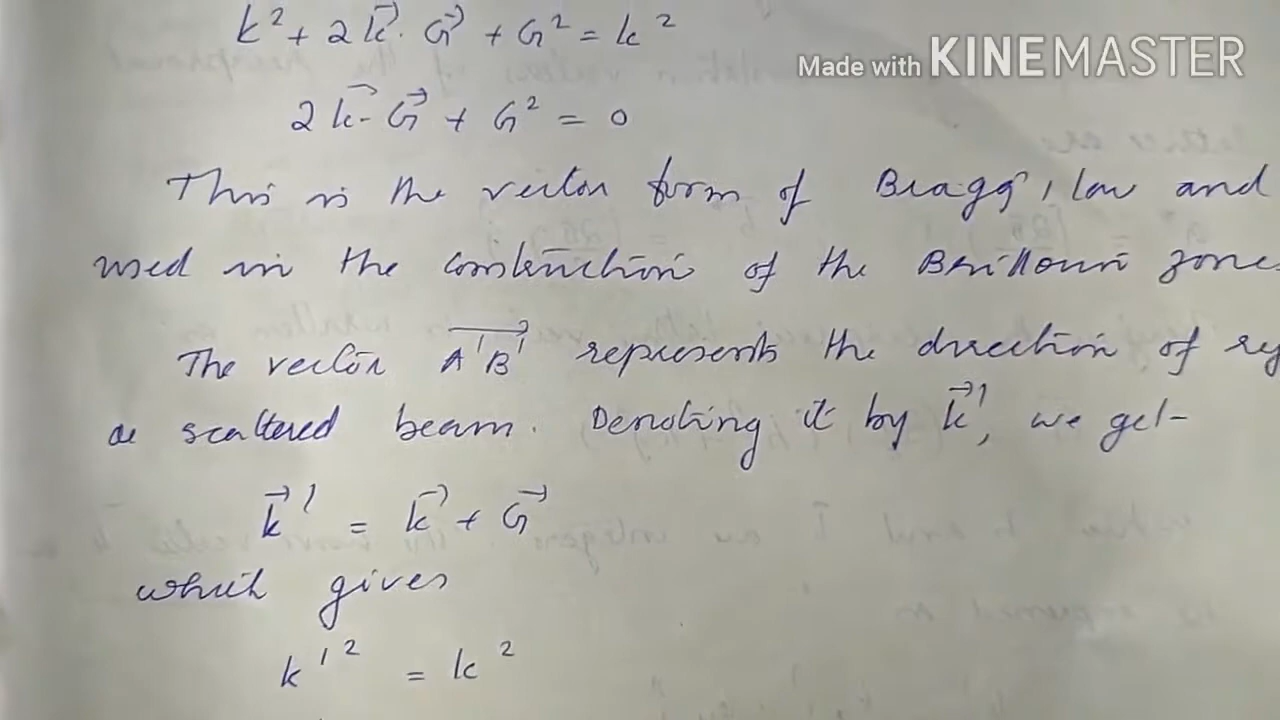 k² + 2k⃗. G⃗ + G² = k²
Made with KINEMASTER
2k⃗. G⃗ + G² = 0
This is the vector form of Bragg's law and
used in the construction of the Brillouin zone
The vector A'B' represents the direction of
or scattered beam. Denoting it by k⃗', we get
k⃗' = k⃗ + G⃗
which gives
k'² = k²